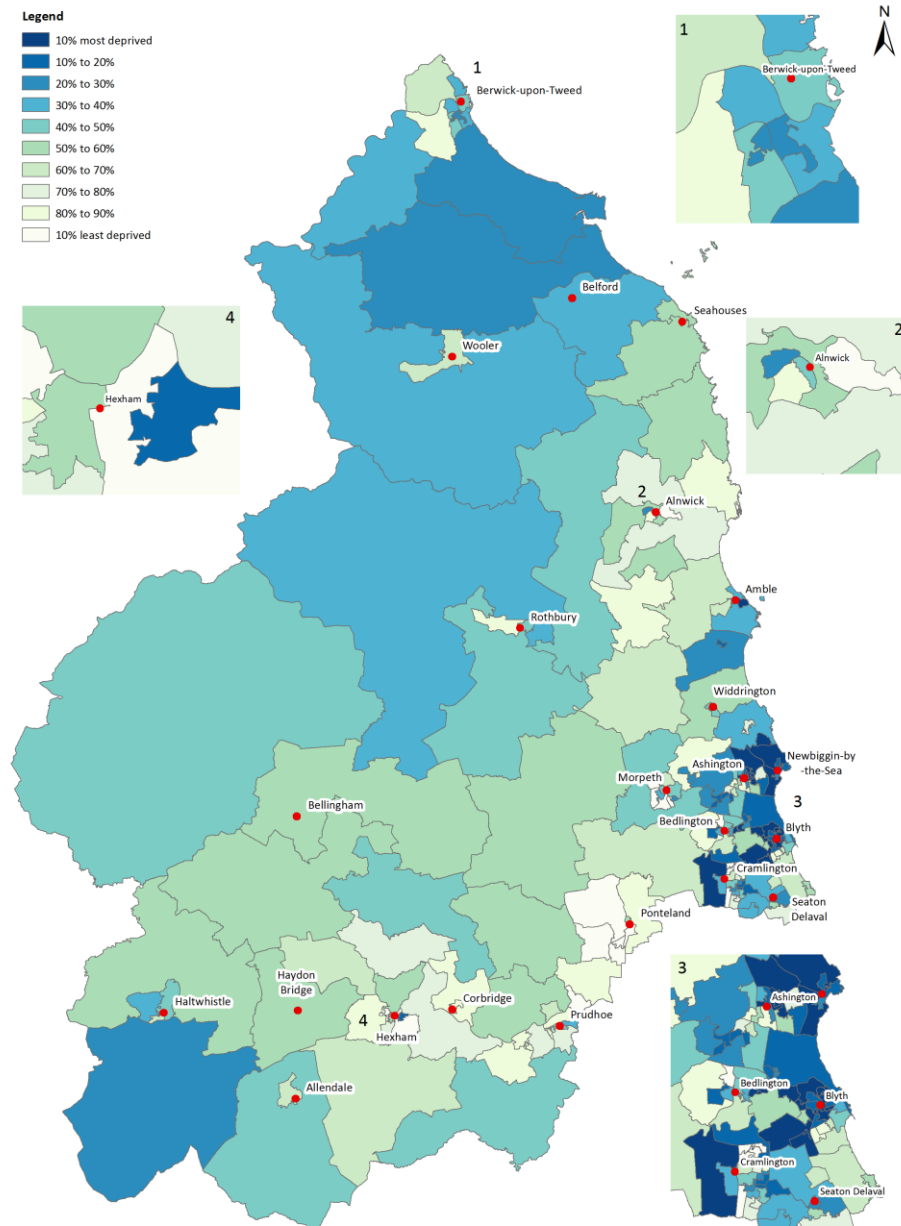 Legend
10% most deprived
10% to 20%
20% to 30%
30% to 40%
40% to 50%
50% to 60%
60% to 70%
70% to 80%
80% to 90%
10% least deprived
1
Berwick-upon-Tweed
1
Berwick-upon-Tweed
N
Belford
Seahouses
Wooler
4
Hexham
2
Alnwick
2
Alnwick
Amble
Rothbury
Widdrington
Ashington
Newbiggin-by
-the-Sea
Morpeth
3
Bellingham
Bedlington
Blyth
Cramlington
Seaton
Delaval
Ponteland
Haydon
Bridge
Haltwhistle
4
Hexham
Corbridge
Prudhoe
Allendale
3
Ashington
Bedlington
Blyth
Cramlington
Seaton Delaval